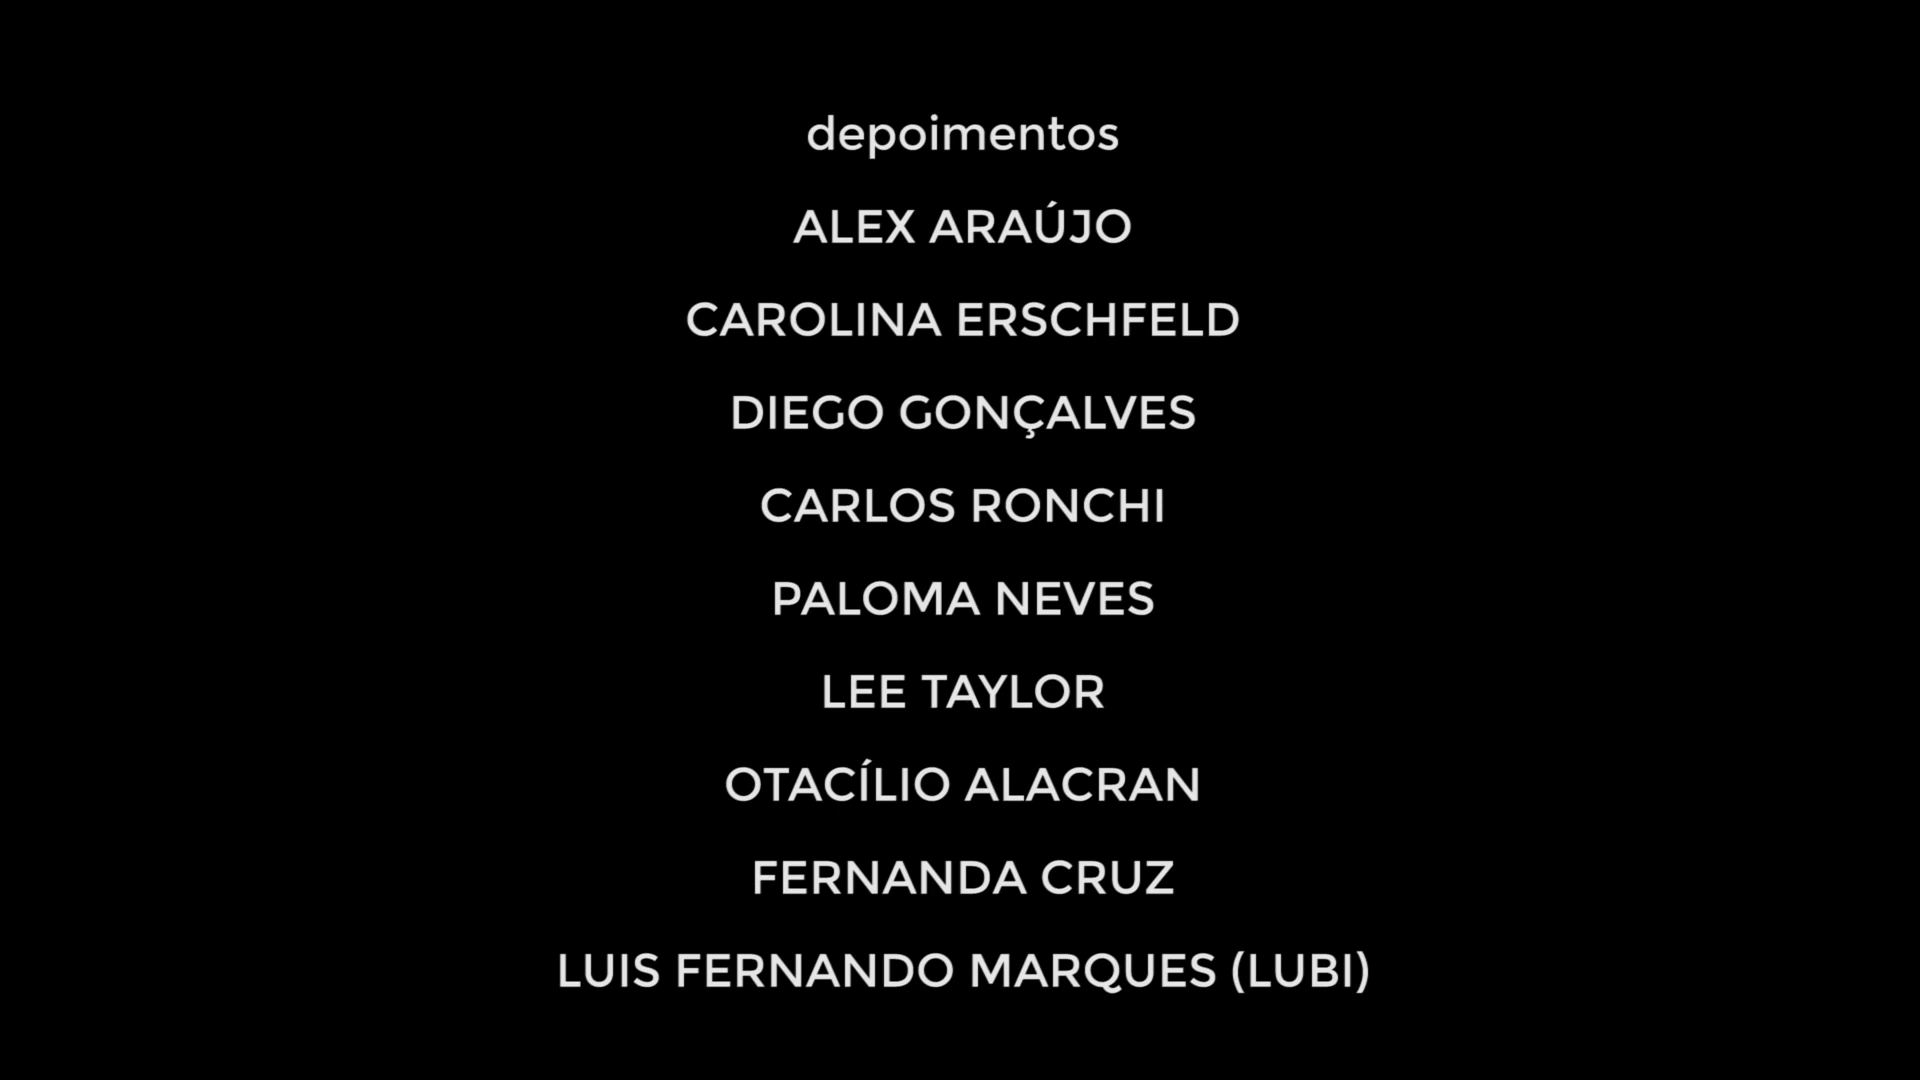 depoimentos
ALEX ARAÚJO
CAROLINA ERSCHFELD
DIEGO GONÇALVES
CARLOS RONCHI
PALOMA NEVES
LEE TAYLOR
OTACÍLIO ALACRAN
FERNANDA CRUZ
LUIS FERNANDO MARQUES (LUBI)